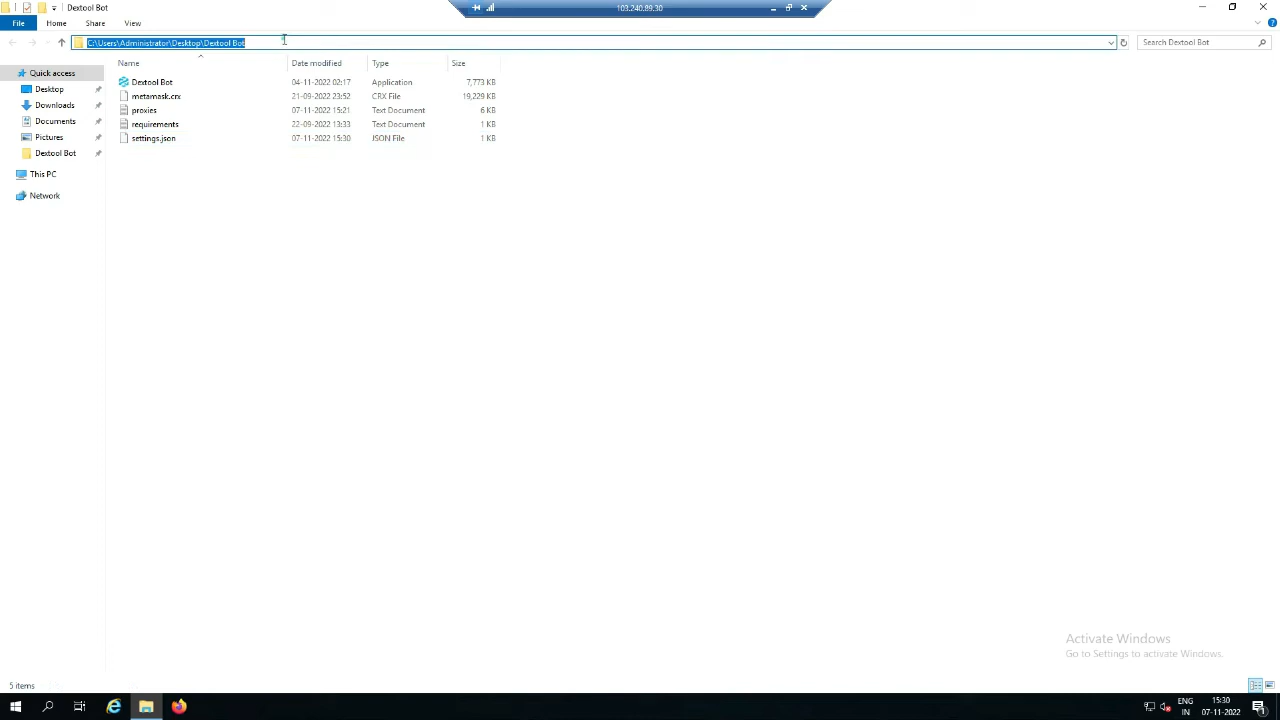 Dextool Bot
103.240.89.30
File Home Share View
C:\Users\Administrator\Desktop\Dextool Bot
Search Dextool Bot
Name Date modified Type Size
Quick access
Desktop
Downloads
Documents
Pictures
Dextool Bot
This PC
Network
Dextool Bot 04-11-2022 02:17 Application 7,773 KB
metamask.crx 21-09-2022 23:52 CRX File 19,229 KB
proxies 07-11-2022 15:21 Text Document 6 KB
requirements 22-09-2022 13:33 Text Document 1 KB
settings.json 07-11-2022 15:30 JSON File 1 KB
Activate Windows
Go to Settings to activate Windows.
5 items
ENG
IN
15:30
07-11-2022